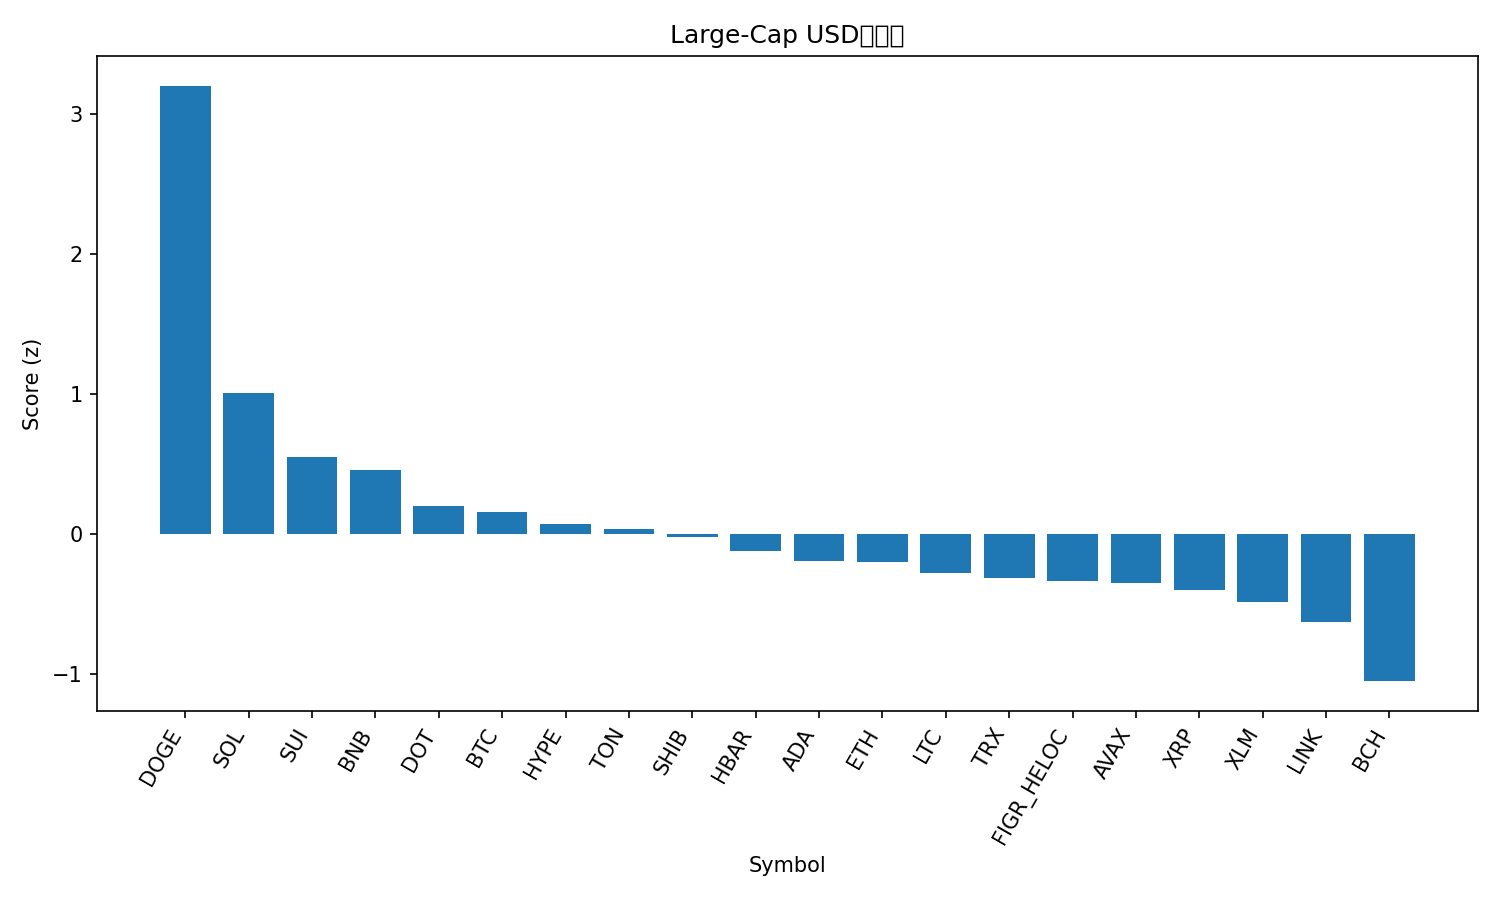 Large-Cap USD
Score (z)
3
2
1
0
−1
DOGE
SOL
SUI
BNB
DOT
BTC
HYPE
TON
SHIB
HBAR
ADA
ETH
LTC
TRX
FIGR_HELOC
AVAX
XRP
XLM
LINK
BCH
Symbol